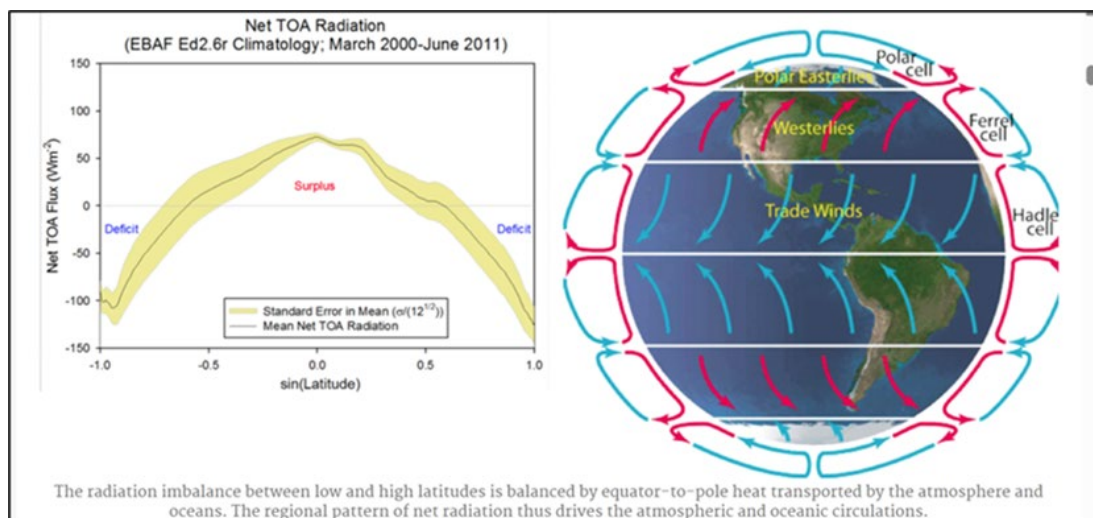 Net TOA Radiation
(EBAF Ed2.6r Climatology; March 2000-June 2011)
150
100
50
0
-50
-100
-150
Net TOA Flux (Wm-2)
Surplus
Deficit
Deficit
Standard Error in Mean (σ/(12^1/2))
Mean Net TOA Radiation
-1.0
-0.5
0.0
0.5
1.0
sin(Latitude)
Polar cell
Polar Easterlies
Ferrel cell
Westerlies
Hadle cell
Trade Winds
The radiation imbalance between low and high latitudes is balanced by equator-to-pole heat transported by the atmosphere and
oceans. The regional pattern of net radiation thus drives the atmospheric and oceanic circulations.